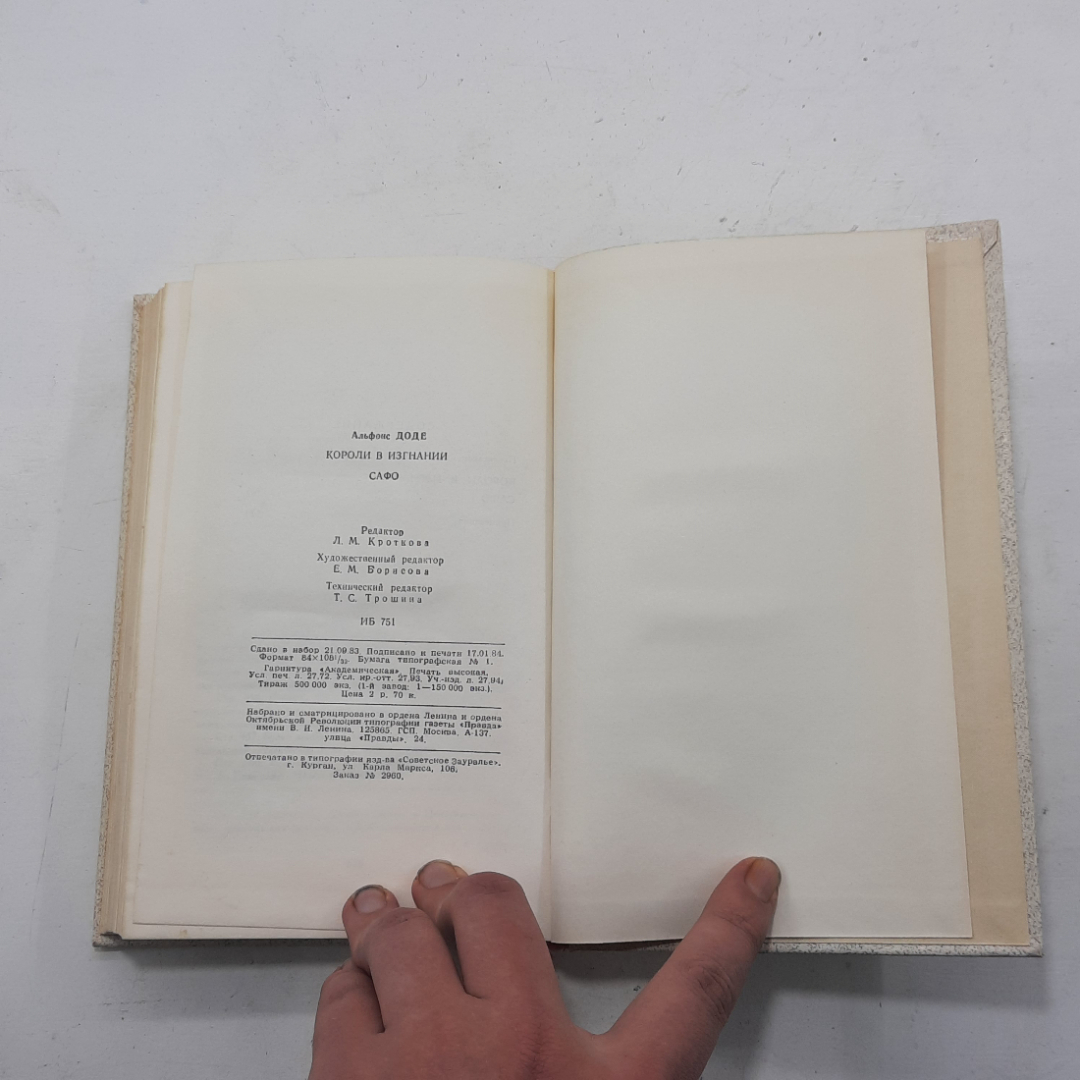 Альфонс ДОДЕ
КОРОЛИ В ИЗГНАНИИ
САФО
Редактор
Л. М. Кроткова
Художественный редактор
Е. М. Борисова
Технический редактор
Т. С. Трошина
ИБ 751
Сдано в набор 21.09.83. Подписано к печати 17.01.84.
Формат 84×108¹/₃₂. Бумага типографская № 1.
Гарнитура «Академическая». Печать высокая.
Усл. печ. л. 27,72. Усл. кр.-отт. 27,93. Уч.-изд. л. 27,94.
Тираж 500 000 экз. (1-й завод: 1—150 000 экз.).
Цена 2 р. 70 к.
Набрано и сматрицировано в ордена Ленина и ордена
Октябрьской Революции типографии газеты «Правда»
имени В. И. Ленина. 125865. ГСП. Москва, А-137,
улица «Правды», 24.
Отпечатано в типографии изд-ва «Советское Зауралье».
г. Курган, ул. Карла Маркса, 106.
Заказ № 2960.